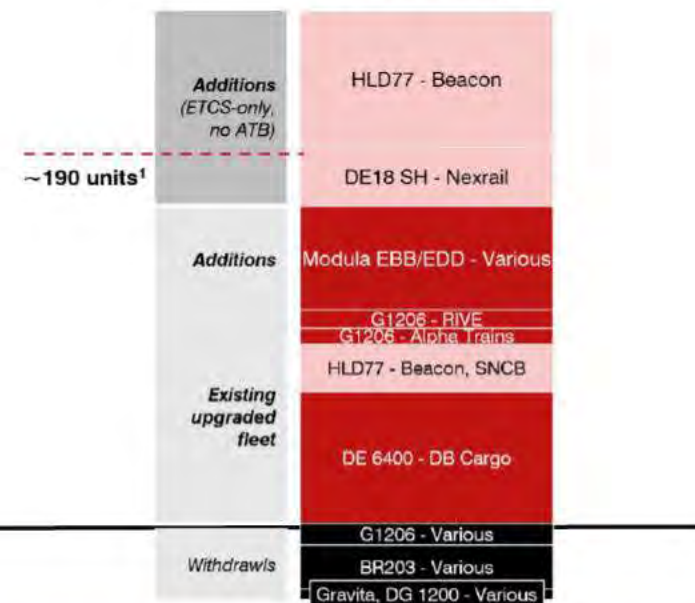 Additions
(ETCS-only,
no ATB)
HLD77 - Beacon
~190 units¹
DE18 SH - Nexrail
Additions
Modula EBB/EDD - Various
G1206 - RIVE
G1206 - Alpha Trains
HLD77 - Beacon, SNCB
Existing
upgraded
fleet
DE 6400 - DB Cargo
G1206 - Various
Withdrawls
BR203 - Various
Gravita, DG 1200 - Various